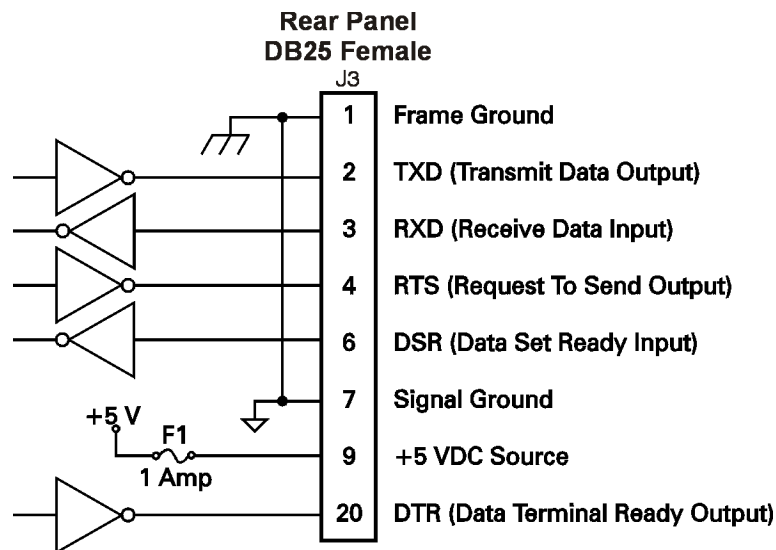 Rear Panel
DB25 Female
J3
1 Frame Ground
2 TXD (Transmit Data Output)
3 RXD (Receive Data Input)
4 RTS (Request To Send Output)
6 DSR (Data Set Ready Input)
7 Signal Ground
+5 V
F1
1 Amp
9 +5 VDC Source
20 DTR (Data Terminal Ready Output)